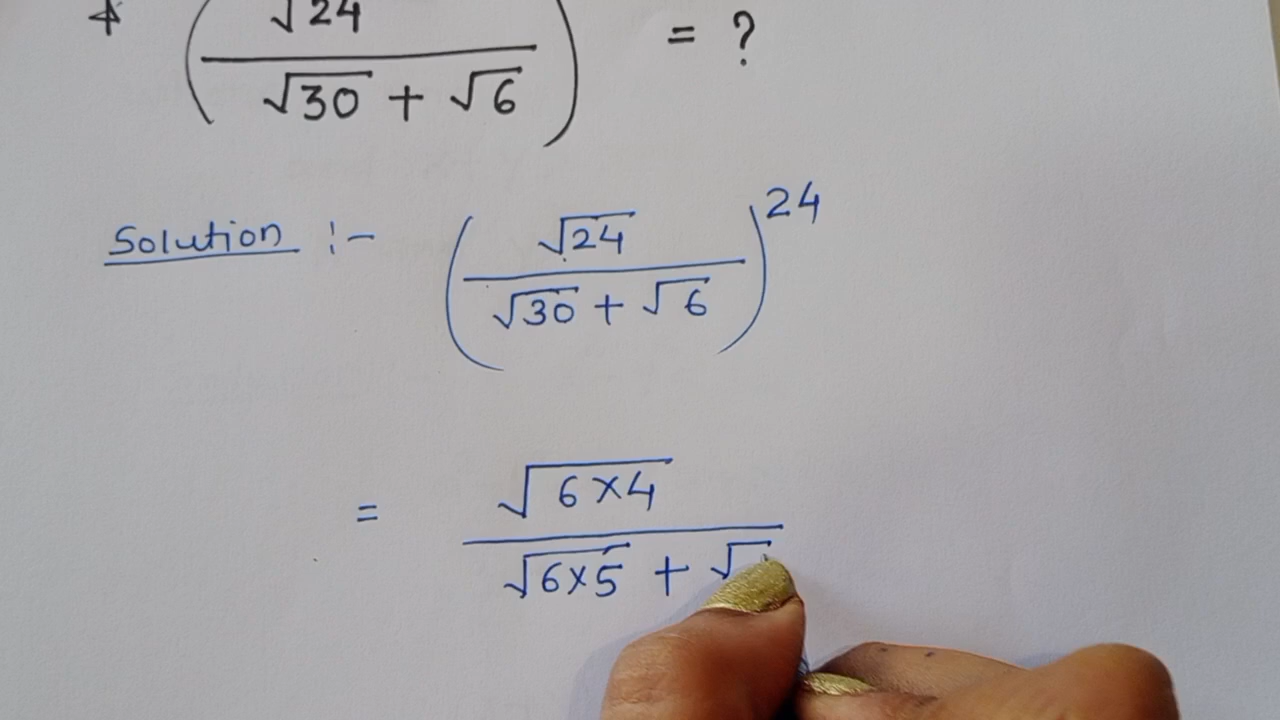 √24
√30 + √6
= ?
Solution :-
(√24 / √30 + √6)^24
= √6×4
√6×5 + √